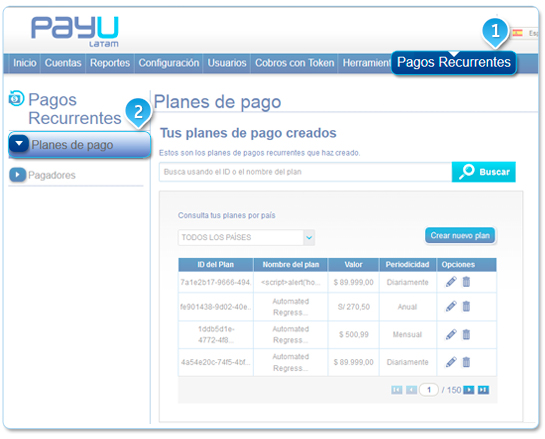 PayU
LATAM
1
Esp
Inicio Cuentas Reportes Configuración Usuarios Cobros con Token Herramient Pagos Recurrentes
Pagos
Recurrentes
2
Planes de pago
Pagadores
Planes de pago
Tus planes de pago creados
Estos son los planes de pagos recurrentes que haz creado.
Busca usando el ID o el nombre del plan
Buscar
Consulta tus planes por país
TODOS LOS PAÍSES
Crear nuevo plan
ID del Plan Nombre del plan Valor Periodicidad Opciones
7a1e2b17-9666-494. <script>alert('ho... $ 89.999,00 Diariamente
fe901438-9d02-40e.. Automated
Regress... S/ 270,50 Anual
1ddb5d1e-
4772-4f8... Automated
Regress... $ 500,99 Mensual
4a54e20c-74f5-4bf.. Automated
Regress... $ 89.999,00 Diariamente
1 / 150